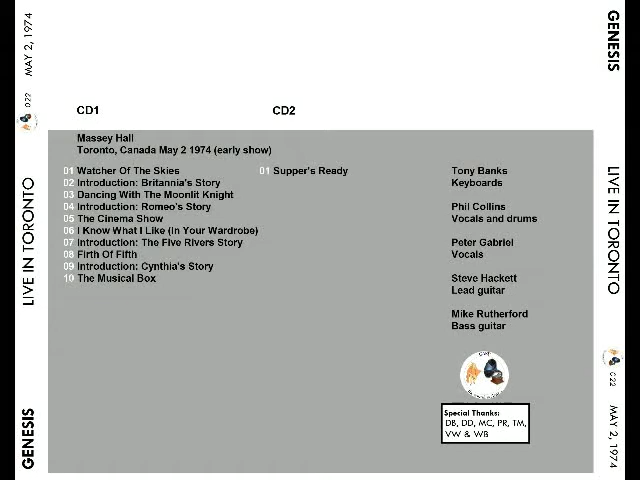 MAY 2, 1974
022
LIVE IN TORONTO
GENESIS
CD1
CD2
Massey Hall
Toronto, Canada May 2 1974 (early show)
01 Watcher Of The Skies
02 Introduction: Britannia's Story
03 Dancing With The Moonlit Knight
04 Introduction: Romeo's Story
05 The Cinema Show
06 I Know What I Like (In Your Wardrobe)
07 Introduction: The Five Rivers Story
08 Firth Of Fifth
09 Introduction: Cynthia's Story
10 The Musical Box
01 Supper's Ready
Tony Banks
Keyboards
Phil Collins
Vocals and drums
Peter Gabriel
Vocals
Steve Hackett
Lead guitar
Mike Rutherford
Bass guitar
Special Thanks:
DB, DD, MC, PR, TM,
VW & WB
GENESIS
LIVE IN TORONTO
022
MAY 2, 1974